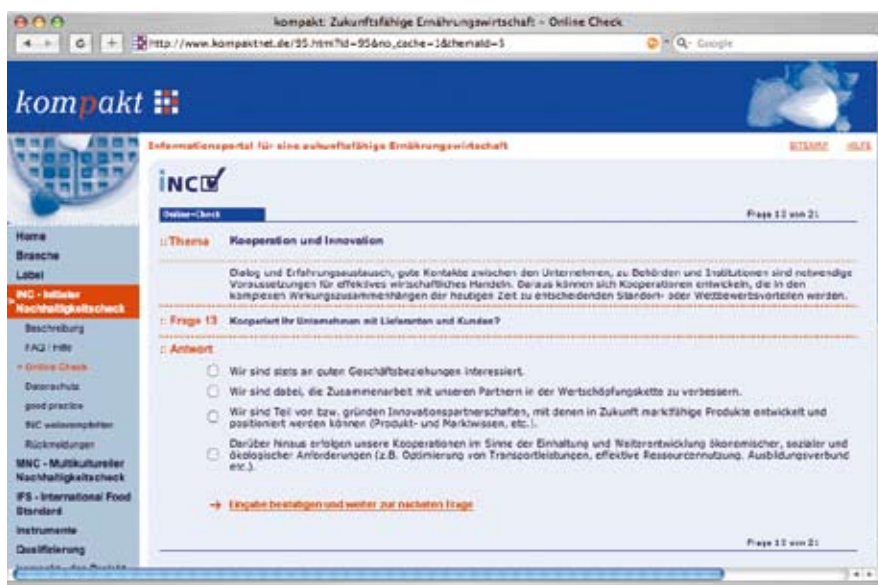 kompakt: Zukunftsfähige Ernährungswirtschaft - Online Check
http://www.kompaktnet.de/95.html?id=95&no_cache=1&themaId=5
Google
kompakt
Informationsportal für eine zukunftsfähige Ernährungswirtschaft
SITEMAP HILFE
INC
Online-Check
Frage 13 von 21
:: Thema Kooperation und Innovation
Dialog und Erfahrungsaustausch, gute Kontakte zwischen den Unternehmen, zu Behörden und Institutionen sind notwendige
Voraussetzungen für effektives wirtschaftliches Handeln. Daraus können sich Kooperationen entwickeln, die in den
komplexen Wirkungszusammenhängen der heutigen Zeit zu entscheidenden Standort- oder Wettbewerbsvorteilen werden.
:: Frage 13 Kooperiert Ihr Unternehmen mit Lieferanten und Kunden?
:: Antwort
Wir sind stets an guten Geschäftsbeziehungen interessiert.
Wir sind dabei, die Zusammenarbeit mit unseren Partnern in der Wertschöpfungskette zu verbessern.
Wir sind Teil von bzw. gründen Innovationspartnerschaften, mit denen in Zukunft marktfähige Produkte entwickelt und
positioniert werden können (Produkt- und Marktwissen, etc.).
Darüber hinaus erfolgen unsere Kooperationen im Sinne der Einhaltung und Weiterentwicklung ökonomischer, sozialer und
ökologischer Anforderungen (z.B. Optimierung von Transportleistungen, effektive Ressourcennutzung, Ausbildungsverbund
etc.).
→ Eingabe bestätigen und weiter zur nächsten Frage
Frage 13 von 21
Home
Branche
Label
INC - Initialer
Nachhaltigkeitscheck
Beschreibung
FAQ / Hilfe
Online Check
Datenschutz
good practice
INC weiterempfehlen
Rückmeldungen
MNC - Multikultureller
Nachhaltigkeitscheck
IFS - International Food
Standard
Instrumente
Qualifizierung
kompakt - das Projekt